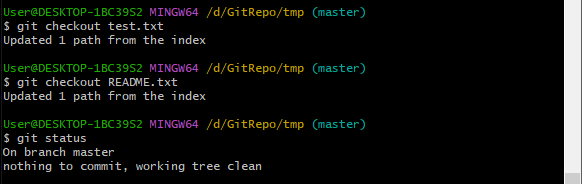 User@DESKTOP-1BC39S2 MINGW64 /d/GitRepo/tmp (master)
$ git checkout test.txt
Updated 1 path from the index
User@DESKTOP-1BC39S2 MINGW64 /d/GitRepo/tmp (master)
$ git checkout README.txt
Updated 1 path from the index
User@DESKTOP-1BC39S2 MINGW64 /d/GitRepo/tmp (master)
$ git status
On branch master
nothing to commit, working tree clean